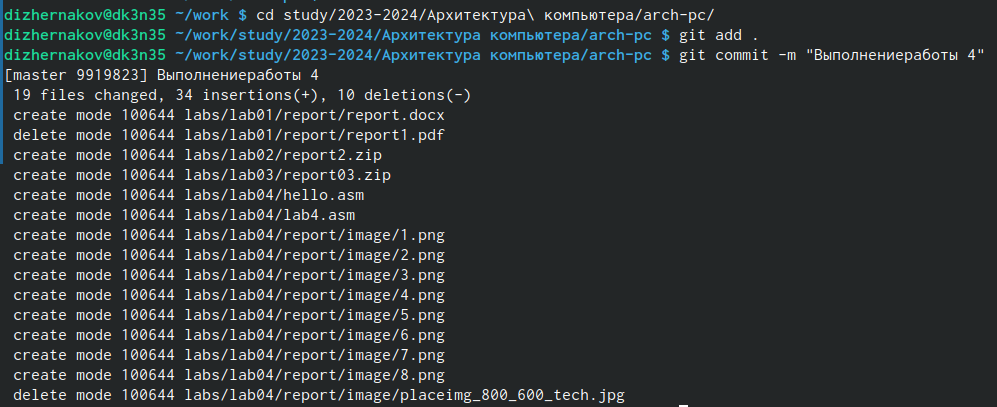 dizhernakov@dk3n35 ~/work $ cd study/2023-2024/Архитектура\ компьютера/arch-pc/
dizhernakov@dk3n35 ~/work/study/2023-2024/Архитектура компьютера/arch-pc $ git add .
dizhernakov@dk3n35 ~/work/study/2023-2024/Архитектура компьютера/arch-pc $ git commit -m "Выполнениеработы 4"
[master 9919823] Выполнениеработы 4
 19 files changed, 34 insertions(+), 10 deletions(-)
 create mode 100644 labs/lab01/report/report.docx
 delete mode 100644 labs/lab01/report/report1.pdf
 create mode 100644 labs/lab02/report2.zip
 create mode 100644 labs/lab03/report03.zip
 create mode 100644 labs/lab04/hello.asm
 create mode 100644 labs/lab04/lab4.asm
 create mode 100644 labs/lab04/report/image/1.png
 create mode 100644 labs/lab04/report/image/2.png
 create mode 100644 labs/lab04/report/image/3.png
 create mode 100644 labs/lab04/report/image/4.png
 create mode 100644 labs/lab04/report/image/5.png
 create mode 100644 labs/lab04/report/image/6.png
 create mode 100644 labs/lab04/report/image/7.png
 create mode 100644 labs/lab04/report/image/8.png
 delete mode 100644 labs/lab04/report/image/placeimg_800_600_tech.jpg